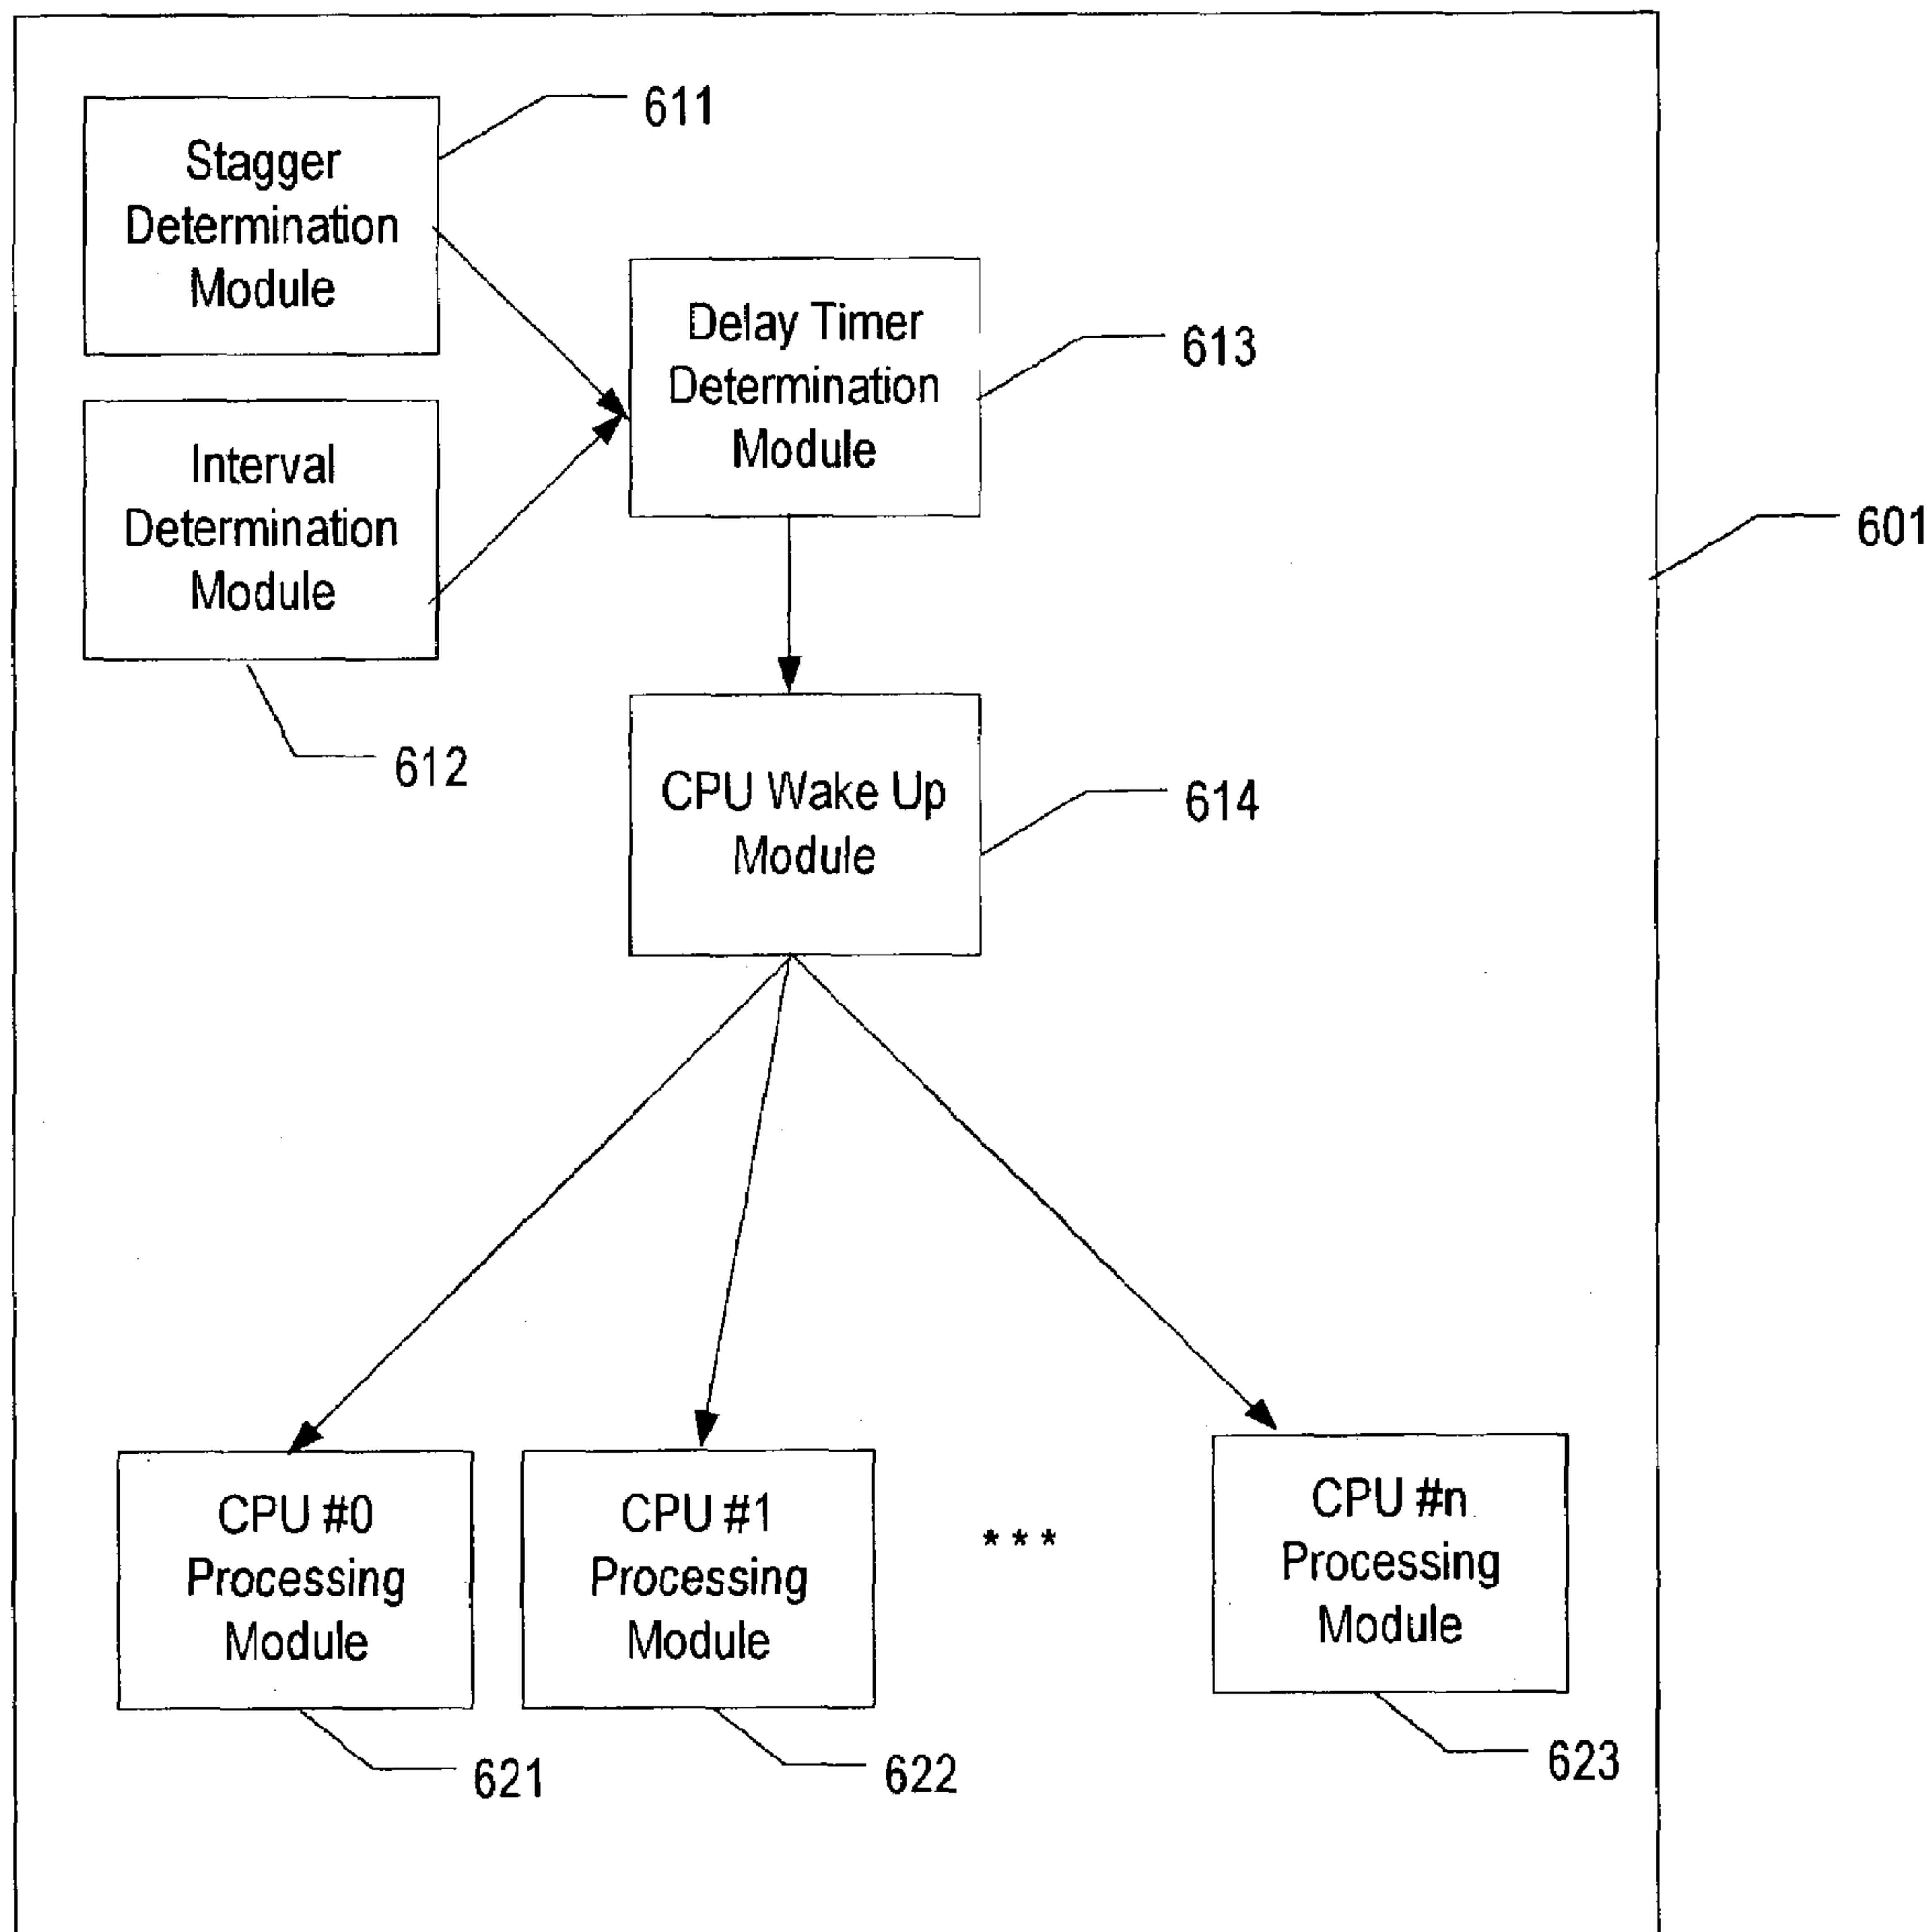 611
Stagger
Determination
Module
Delay Timer
Determination
Module
613
Interval
Determination
Module
601
612
CPU Wake Up
Module
614
CPU #0
Processing
Module
CPU #1
Processing
Module
* * *
CPU #n
Processing
Module
621
622
623